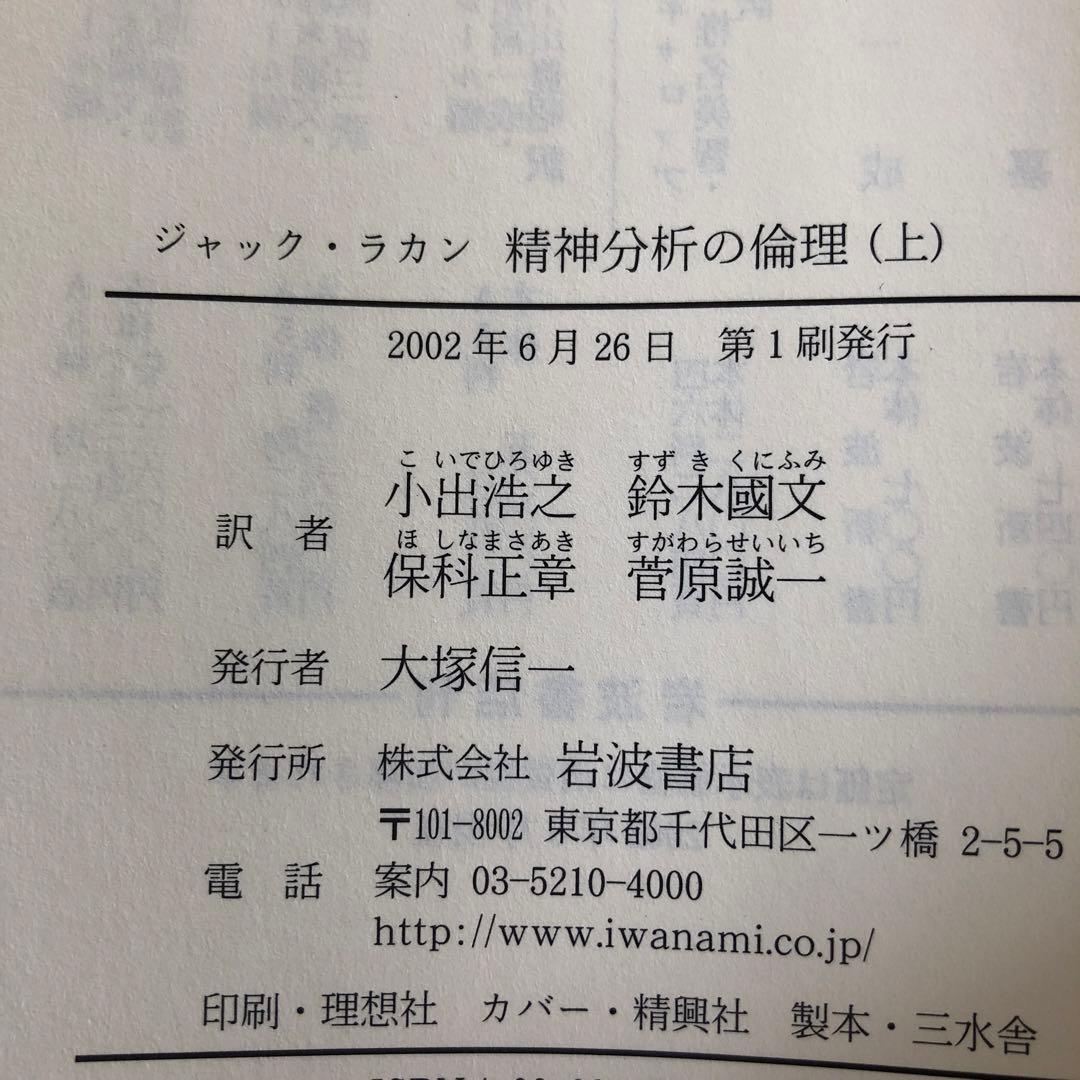 ジャック・ラカン 精神分析の倫理(上)
2002年6月26日 第1刷発行
こいでひろゆき すずきくにふみ
小出浩之 鈴木國文
訳者
ほしなまさあき すがわらせいいち
保科正章 菅原誠一
発行者 大塚信一
発行所 株式会社 岩波書店
〒101-8002 東京都千代田区一ツ橋 2-5-5
電話 案内 03-5210-4000
http://www.iwanami.co.jp/
印刷・理想社 カバー・精興社 製本・三水舎